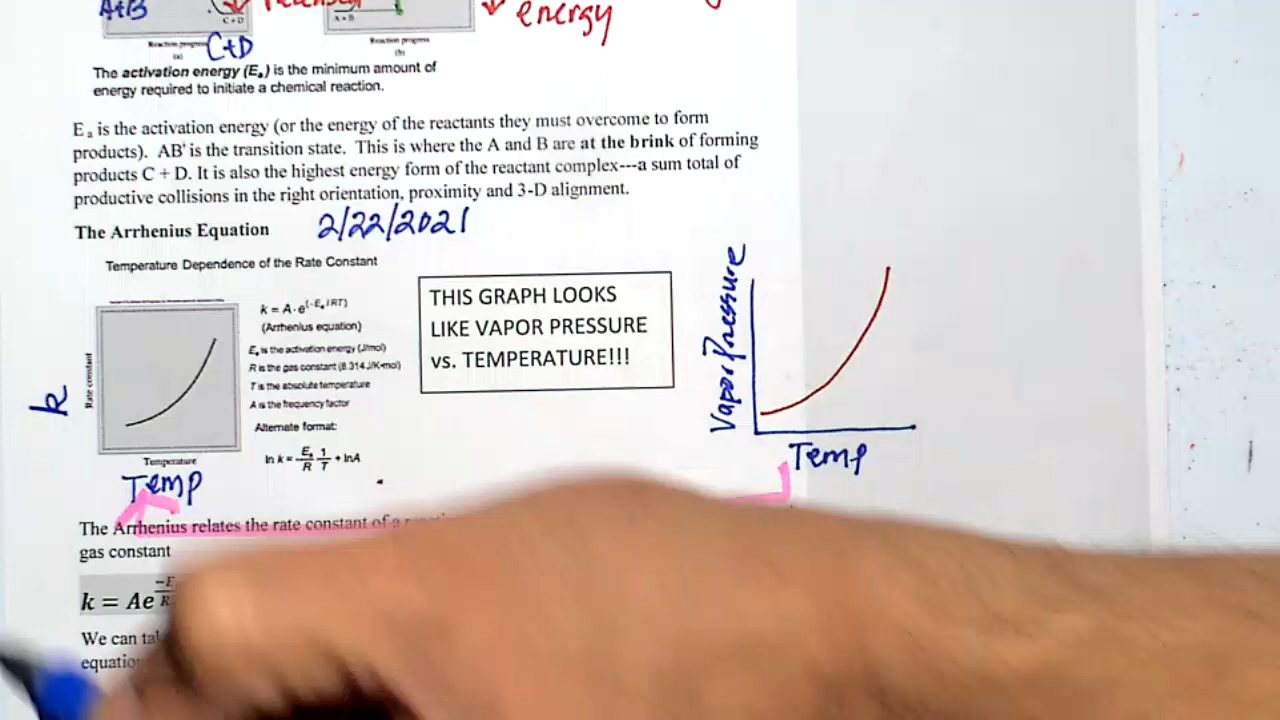 A+B
energy
C+D
A+B
Reaction progress
(a)
C+D
Reaction progress
(b)
The activation energy (Ea) is the minimum amount of
energy required to initiate a chemical reaction.
E a is the activation energy (or the energy of the reactants they must overcome to form
products). AB' is the transition state. This is where the A and B are at the brink of forming
products C + D. It is also the highest energy form of the reactant complex---a sum total of
productive collisions in the right orientation, proximity and 3-D alignment.
The Arrhenius Equation
2/22/2021
Temperature Dependence of the Rate Constant
k = A·e(-Ea/RT)
(Arrhenius equation)
Ea is the activation energy (J/mol)
R is the gas constant (8.314 J/K•mol)
T is the absolute temperature
A is the frequency factor
Alternate format:
ln k = Ea/R 1/T + lnA
k
Rate constant
Temperature
Temp
THIS GRAPH LOOKS
LIKE VAPOR PRESSURE
vs. TEMPERATURE!!!
Vapor Pressure
Temp
The Arrhenius relates the rate constant of a
gas constant
k = Ae
We can